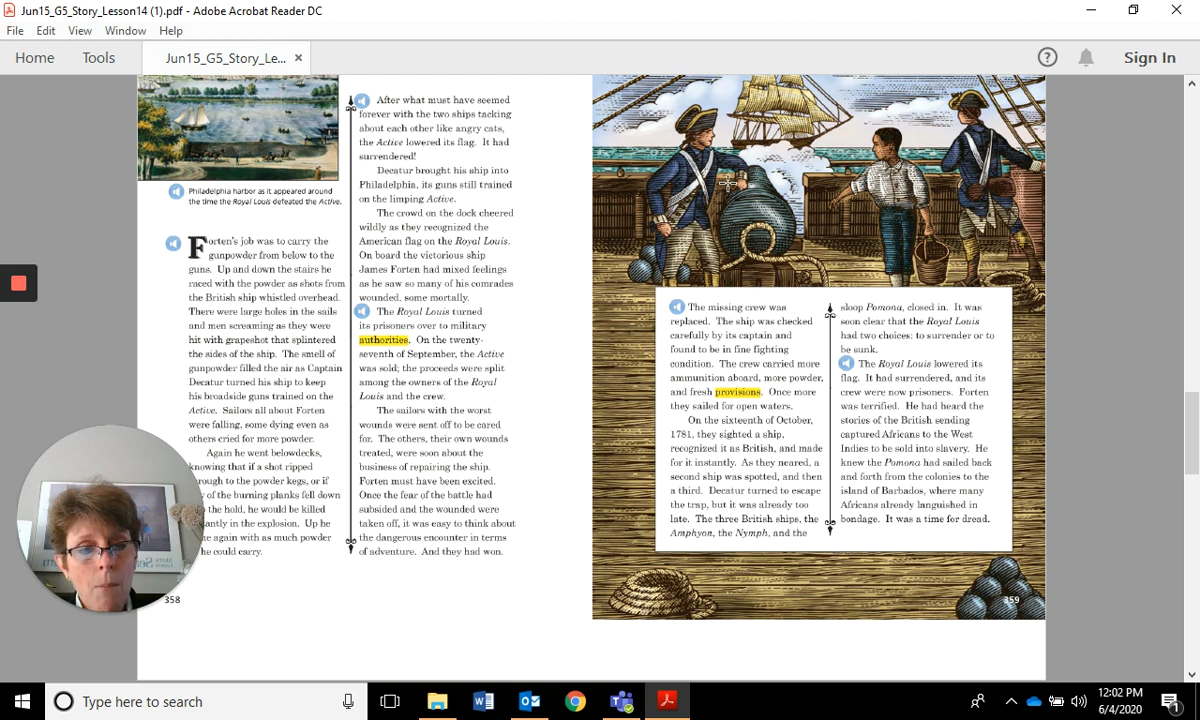 Jun15_G5_Story_Lesson14 (1).pdf - Adobe Acrobat Reader DC
File Edit View Window Help
Home Tools Jun15_G5_Story_Le... × Sign In
Philadelphia harbor as it appeared around
the time the Royal Louis defeated the Active.
Forten's job was to carry the
gunpowder from below to the
guns. Up and down the stairs he
raced with the powder as shots from
the British ship whistled overhead.
There were large holes in the sails
and men screaming as they were
hit with grapeshot that splintered
the sides of the ship. The smell of
gunpowder filled the air as Captain
Decatur turned his ship to keep
his broadside guns trained on the
Active. Sailors all about Forten
were falling, some dying even as
others cried for more powder.
Again he went belowdecks,
knowing that if a shot ripped
rough to the powder kegs, or if
of the burning planks fell down
the hold, he would be killed
antly in the explosion. Up he
again with as much powder
he could carry.
358
After what must have seemed
forever with the two ships tacking
about each other like angry cats,
the Active lowered its flag. It had
surrendered!
Decatur brought his ship into
Philadelphia, its guns still trained
on the limping Active.
The crowd on the dock cheered
wildly as they recognized the
American flag on the Royal Louis.
On board the victorious ship
James Forten had mixed feelings
as he saw so many of his comrades
wounded, some mortally.
The Royal Louis turned
its prisoners over to military
authorities. On the twenty-
seventh of September, the Active
was sold; the proceeds were split
among the owners of the Royal
Louis and the crew.
The sailors with the worst
wounds were sent off to be cared
for. The others, their own wounds
treated, were soon about the
business of repairing the ship.
Forten must have been excited.
Once the fear of the battle had
subsided and the wounded were
taken off, it was easy to think about
the dangerous encounter in terms
of adventure. And they had won.
The missing crew was
replaced. The ship was checked
carefully by its captain and
found to be in fine fighting
condition. The crew carried more
ammunition aboard, more powder,
and fresh provisions. Once more
they sailed for open waters.
On the sixteenth of October,
1781, they sighted a ship,
recognized it as British, and made
for it instantly. As they neared, a
second ship was spotted, and then
a third. Decatur turned to escape
the trap, but it was already too
late. The three British ships, the
Amphyon, the Nymph, and the
sloop Pomona, closed in. It was
soon clear that the Royal Louis
had two choices: to surrender or to
be sunk.
The Royal Louis lowered its
flag. It had surrendered, and its
crew were now prisoners. Forten
was terrified. He had heard the
stories of the British sending
captured Africans to the West
Indies to be sold into slavery. He
knew the Pomona had sailed back
and forth from the colonies to the
island of Barbados, where many
Africans already languished in
bondage. It was a time for dread.
359
Type here to search
12:02 PM
6/4/2020
1